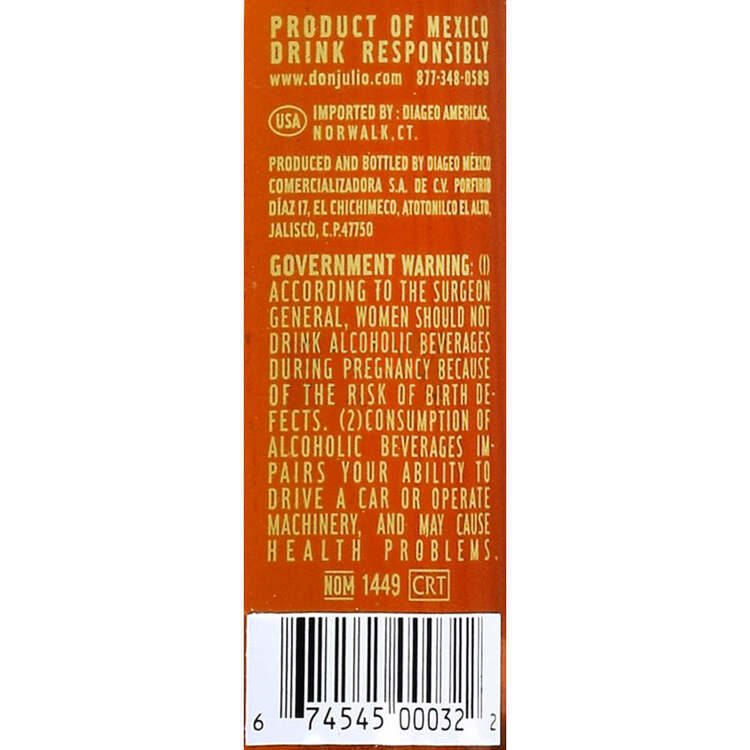 PRODUCT OF MEXICO
DRINK RESPONSIBLY
www.donjulio.com 877-348-0589
USA IMPORTED BY: DIAGEO AMERICAS,
NORWALK, CT.
PRODUCED AND BOTTLED BY DIAGEO MÉXICO
COMERCIALIZADORA S.A. DE C.V. PORFIRIO
DÍAZ 17, EL CHICHIMECO, ATOTONILCO EL ALTO,
JALISCO, C.P. 47750
GOVERNMENT WARNING: (1)
ACCORDING TO THE SURGEON
GENERAL, WOMEN SHOULD NOT
DRINK ALCOHOLIC BEVERAGES
DURING PREGNANCY BECAUSE
OF THE RISK OF BIRTH DE-
FECTS. (2)CONSUMPTION OF
ALCOHOLIC BEVERAGES IM-
PAIRS YOUR ABILITY TO
DRIVE A CAR OR OPERATE
MACHINERY, AND MAY CAUSE
HEALTH PROBLEMS.
NOM 1449 CRT
6 74545 00032 2